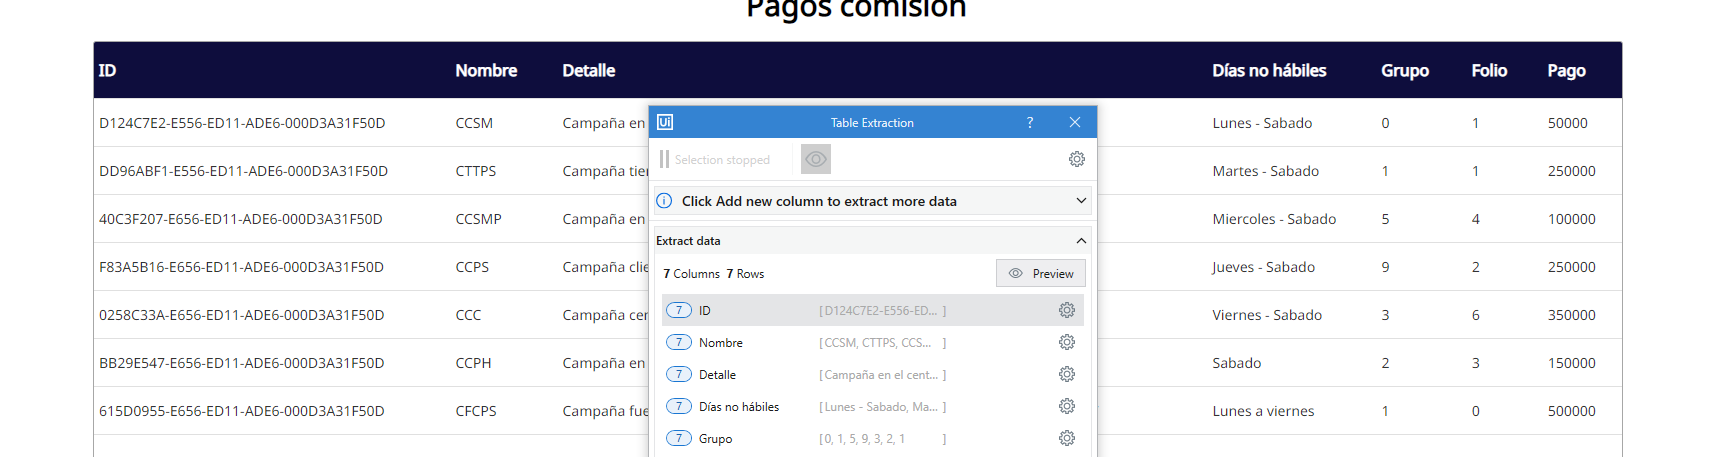 Pagos comisión
ID Nombre Detalle Días no hábiles Grupo Folio Pago
D124C7E2-E556-ED11-ADE6-000D3A31F50D CCSM Campaña en Lunes - Sabado 0 1 50000
DD96ABF1-E556-ED11-ADE6-000D3A31F50D CTTPS Campaña tie Martes - Sabado 1 1 250000
40C3F207-E656-ED11-ADE6-000D3A31F50D CCSMP Campaña en Miercoles - Sabado 5 4 100000
F83A5B16-E656-ED11-ADE6-000D3A31F50D CCPS Campaña clie Jueves - Sabado 9 2 250000
0258C33A-E656-ED11-ADE6-000D3A31F50D CCC Campaña cer Viernes - Sabado 3 6 350000
BB29E547-E656-ED11-ADE6-000D3A31F50D CCPH Campaña en Sabado 2 3 150000
615D0955-E656-ED11-ADE6-000D3A31F50D CFCPS Campaña fue Lunes a viernes 1 0 500000
Ui Table Extraction ?
Selection stopped
Click Add new column to extract more data
Extract data
7 Columns 7 Rows Preview
7 ID [D124C7E2-E556-ED... ]
7 Nombre [CCSM, CTTPS, CCS... ]
7 Detalle [Campaña en el cent... ]
7 Días no hábiles [Lunes - Sabado, Ma... ]
7 Grupo [0, 1, 5, 9, 3, 2, 1 ]